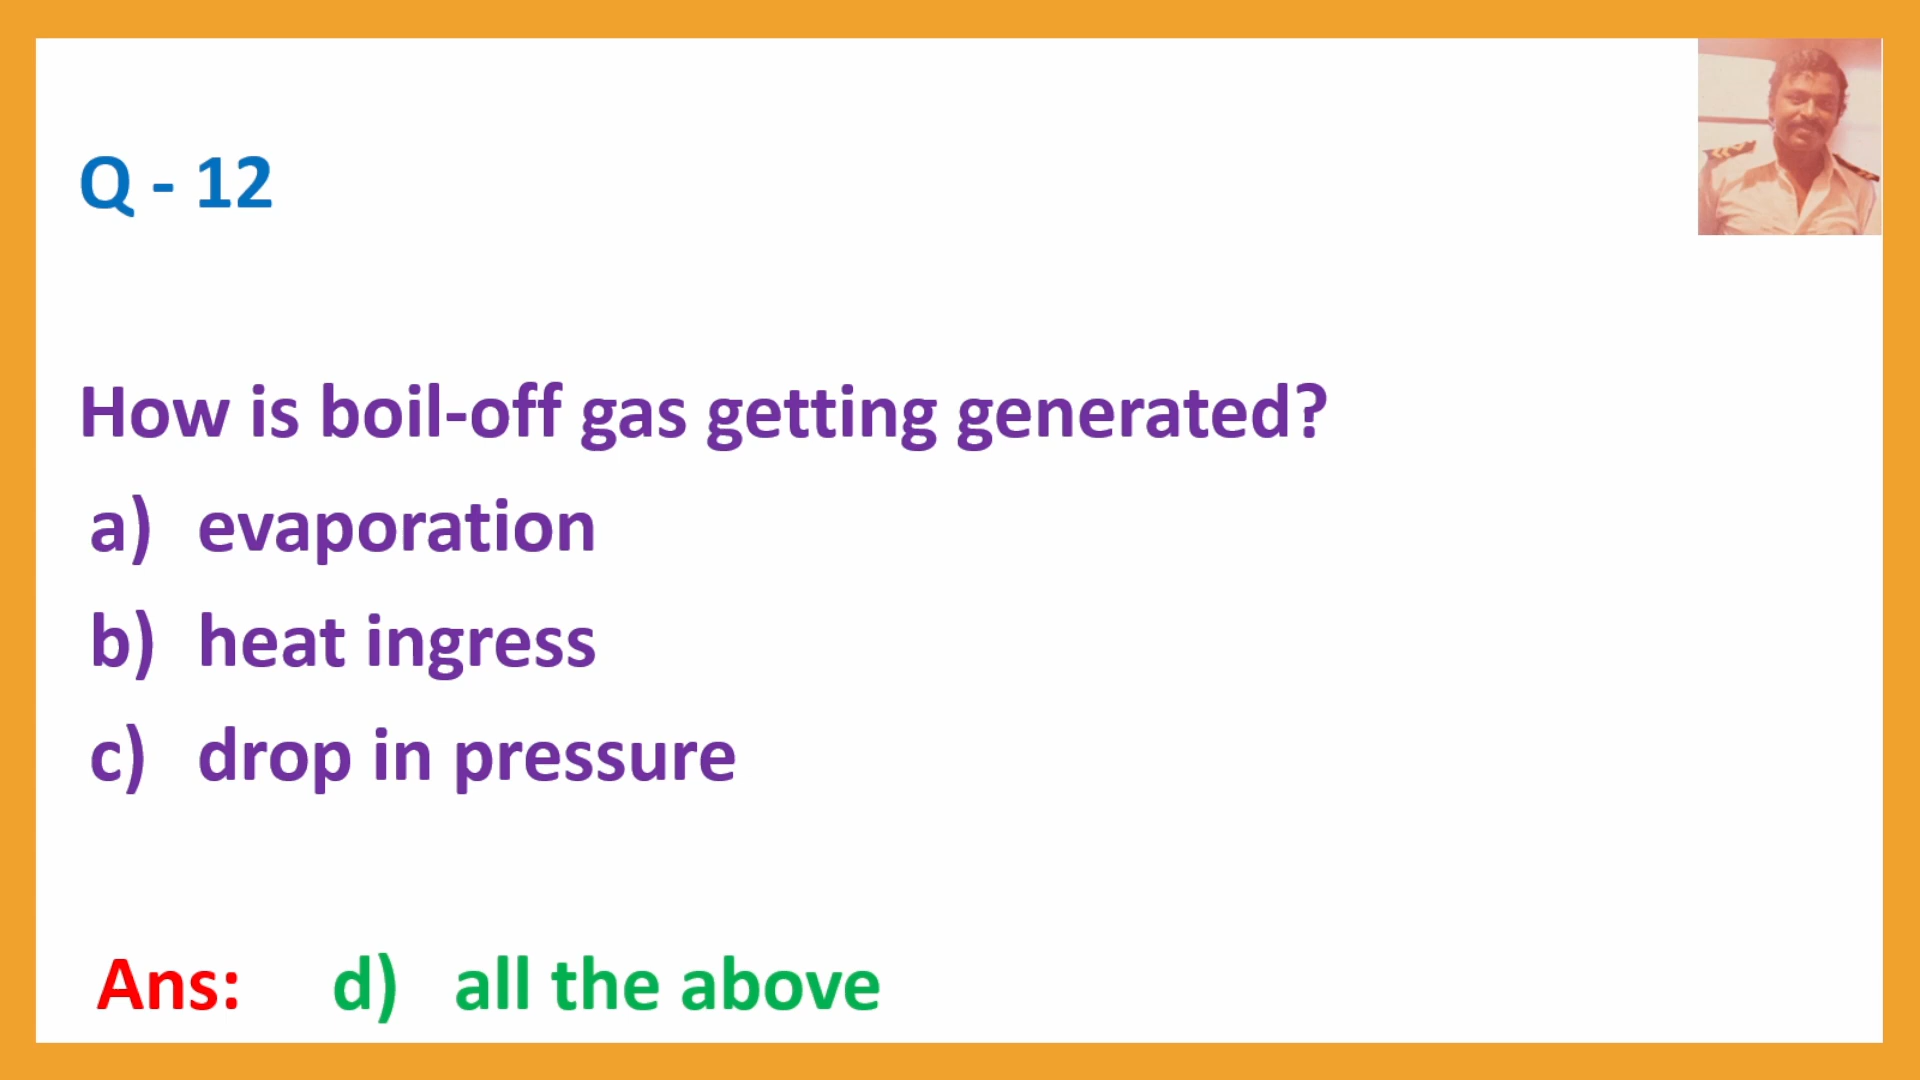 Q - 12
How is boil-off gas getting generated?
a) evaporation
b) heat ingress
c) drop in pressure
Ans: d) all the above